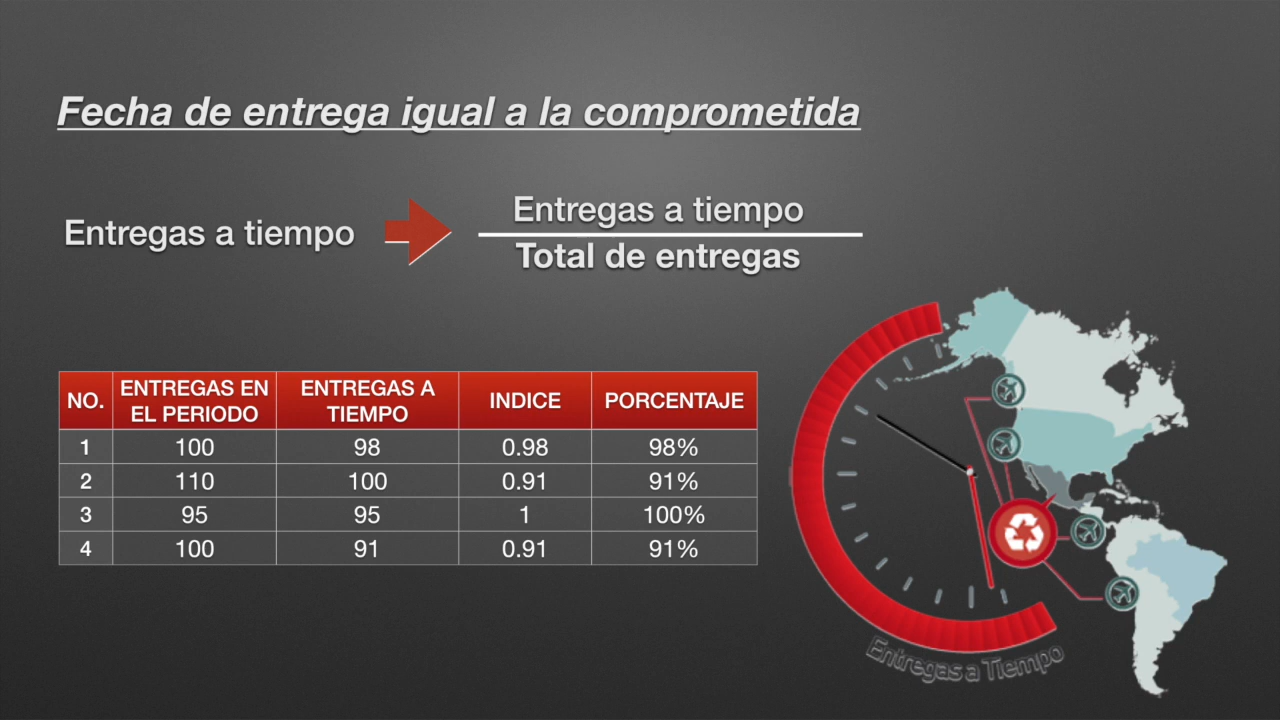 Fecha de entrega igual a la comprometida
Entregas a tiempo
Entregas a tiempo
Total de entregas
NO. ENTREGAS EN EL PERIODO ENTREGAS A TIEMPO INDICE PORCENTAJE
1 100 98 0.98 98%
2 110 100 0.91 91%
3 95 95 1 100%
4 100 91 0.91 91%
Entregas a Tiempo